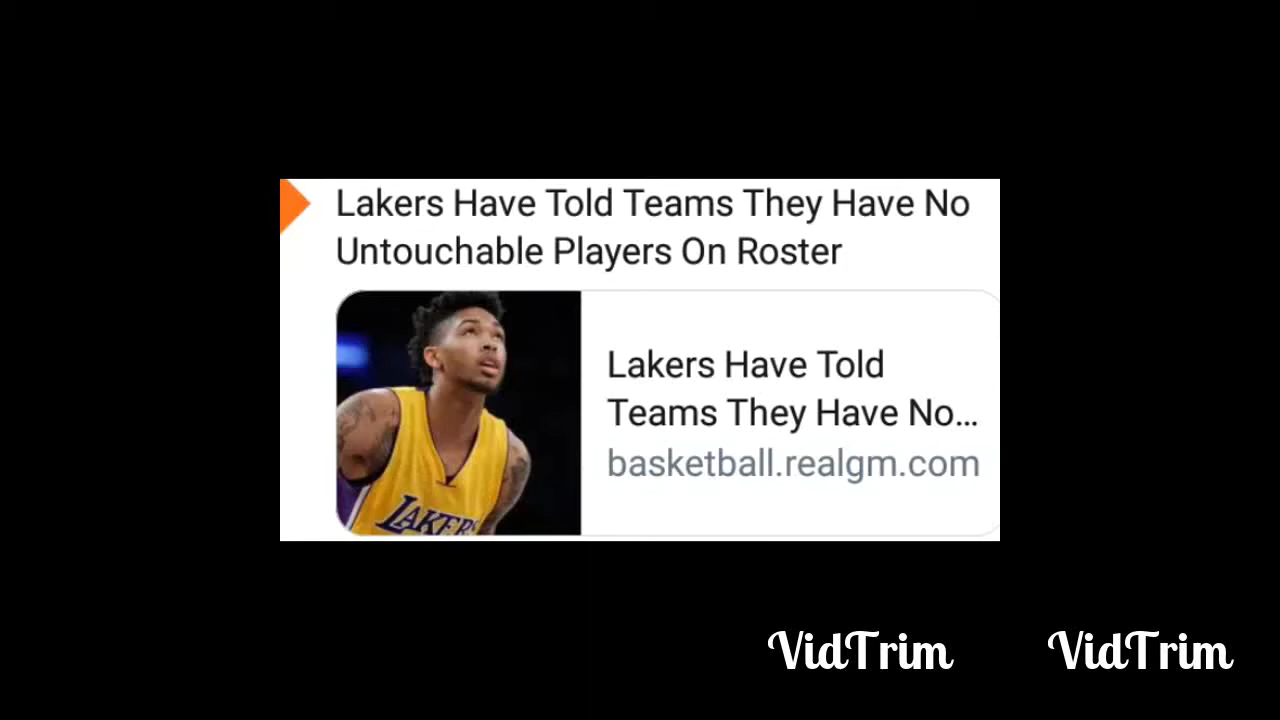 Lakers Have Told Teams They Have No
Untouchable Players On Roster
Lakers Have Told
Teams They Have No…
basketball.realgm.com
LAKERS
VidTrim VidTrim